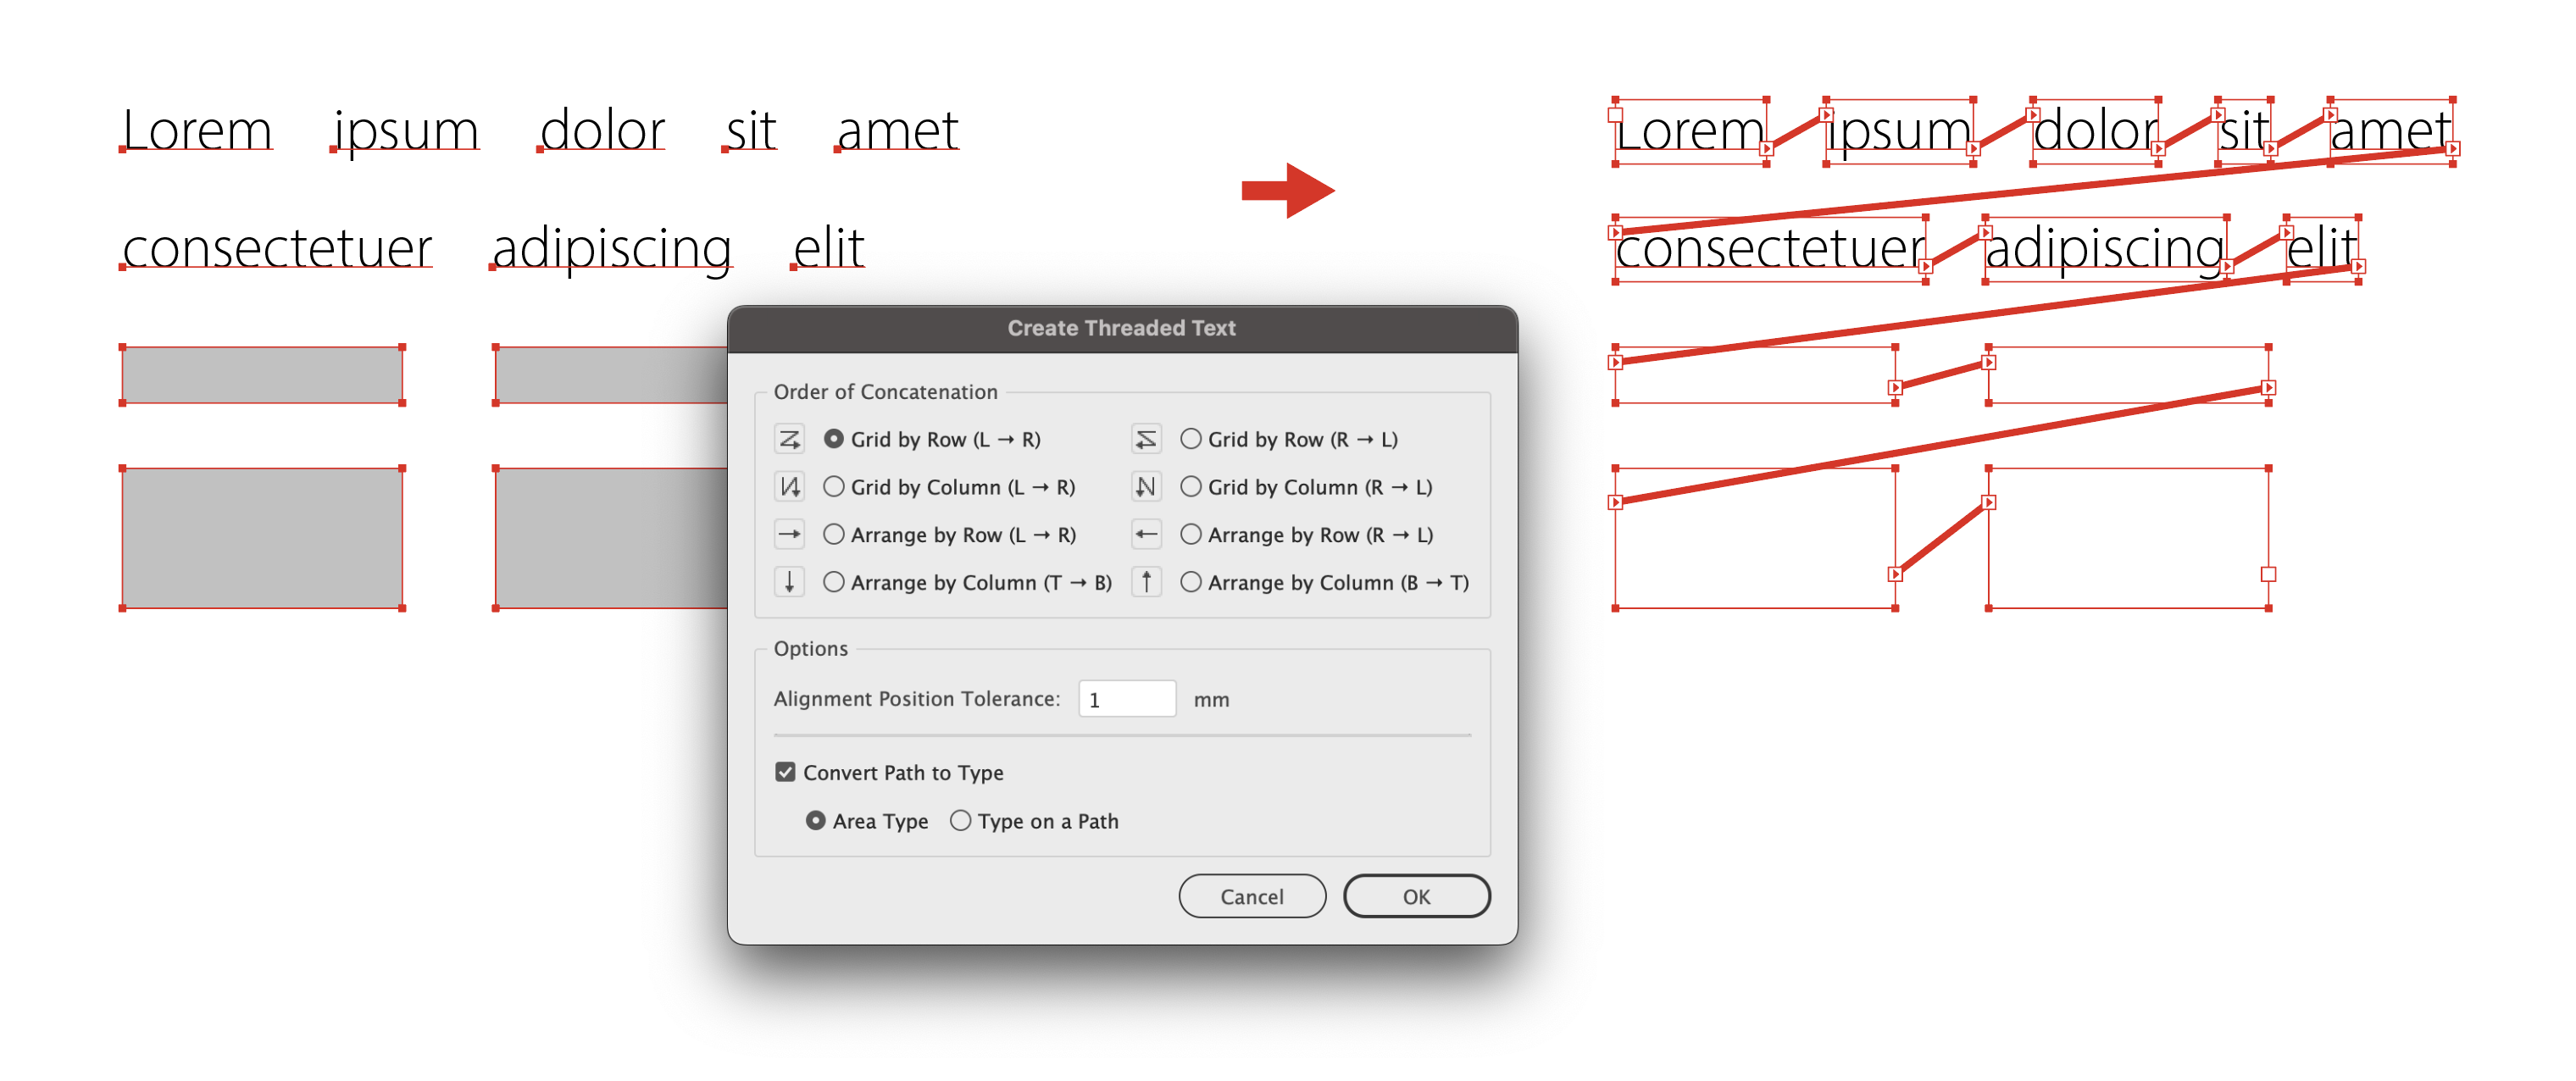 Lorem ipsum dolor sit amet
consectetuer adipiscing elit
Create Threaded Text
Order of Concatenation
Grid by Row (L → R) Grid by Row (R → L)
Grid by Column (L → R) Grid by Column (R → L)
Arrange by Row (L → R) Arrange by Row (R → L)
Arrange by Column (T → B) Arrange by Column (B → T)
Options
Alignment Position Tolerance: 1 mm
Convert Path to Type
Area Type Type on a Path
Cancel OK
Lorem ipsum dolor sit amet
consectetuer adipiscing elit